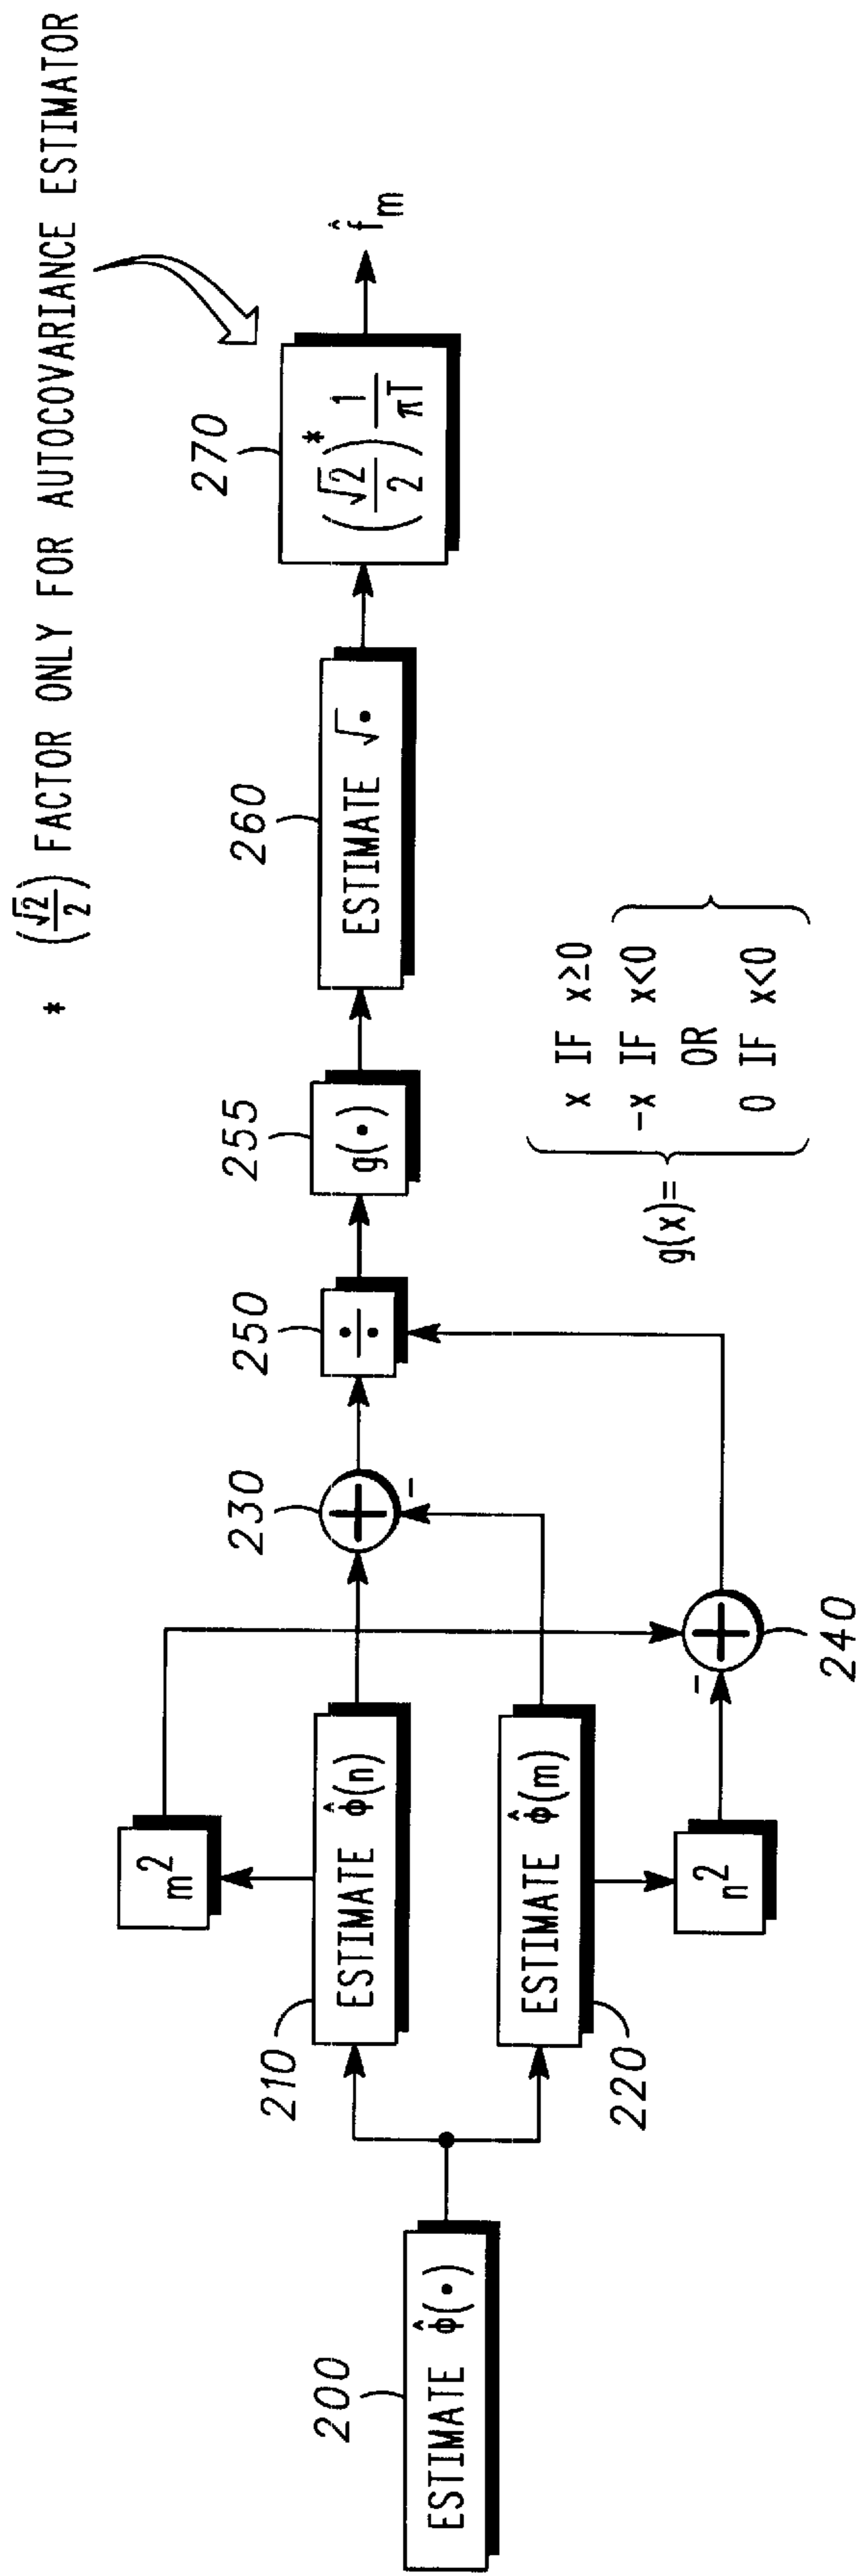 * (√2/2) FACTOR ONLY FOR AUTOCOVARIANCE ESTIMATOR
200
ESTIMATE φ̂(•)
210
ESTIMATE φ̂(n)
m²
220
ESTIMATE φ̂(m)
n²
230
+
-
240
+
-
250
÷
255
g(•)
260
ESTIMATE √•
270
(√2/2)* 1/πT
f̂m
g(x)=
x IF x≥0
-x IF x<0
OR
0 IF x<0